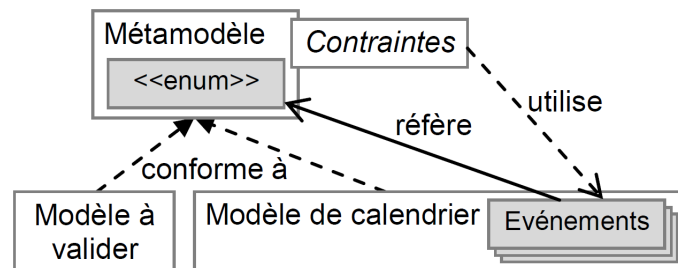 Métamodèle
Contraintes
<<enum>>
utilise
réfère
conforme à
Modèle à
valider
Modèle de calendrier
Evénements